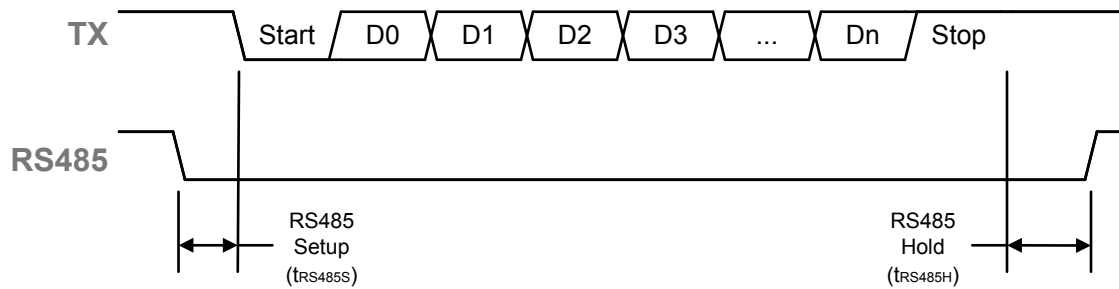 TX
Start D0 D1 D2 D3 ... Dn Stop
RS485
RS485
Setup
(tRS485S)
RS485
Hold
(tRS485H)